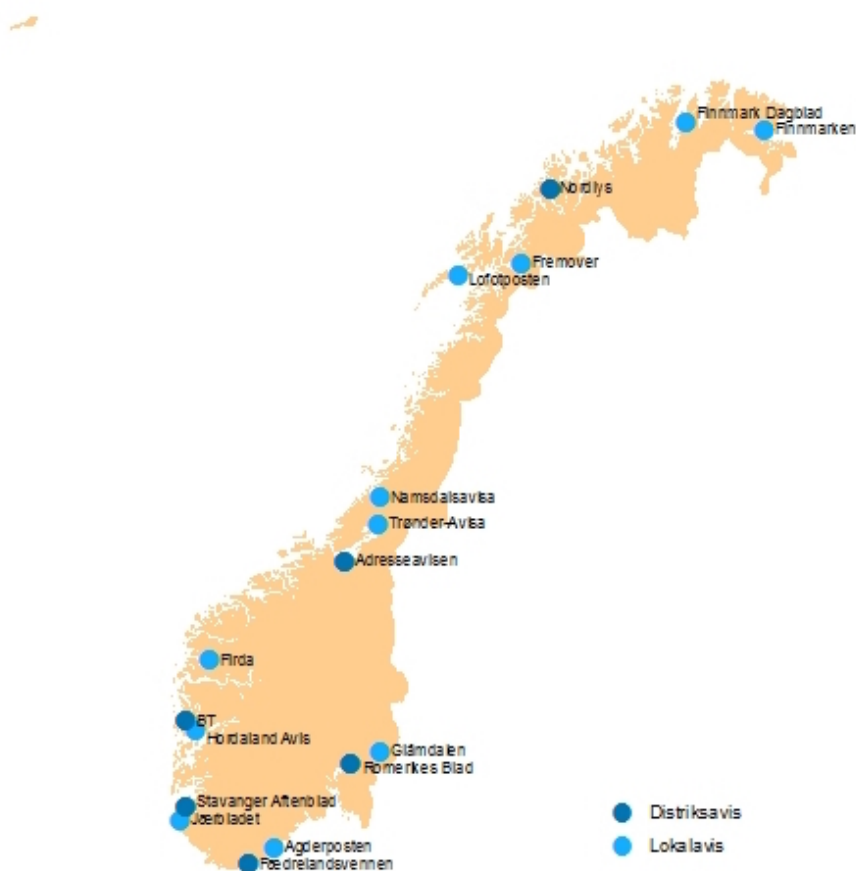 Finnmark Dagblad
Finnmarken
Nordlys
Fremover
Lofotposten
Namsdalsavisa
Trønder-Avisa
Adresseavisen
Firda
BT
Hordaland Avis
Glåmdalen
Romerikes Blad
Stavanger Aftenblad
Jærbladet
Distriksavis
Agderposten
Lokalavis
Fædrelandsvennen